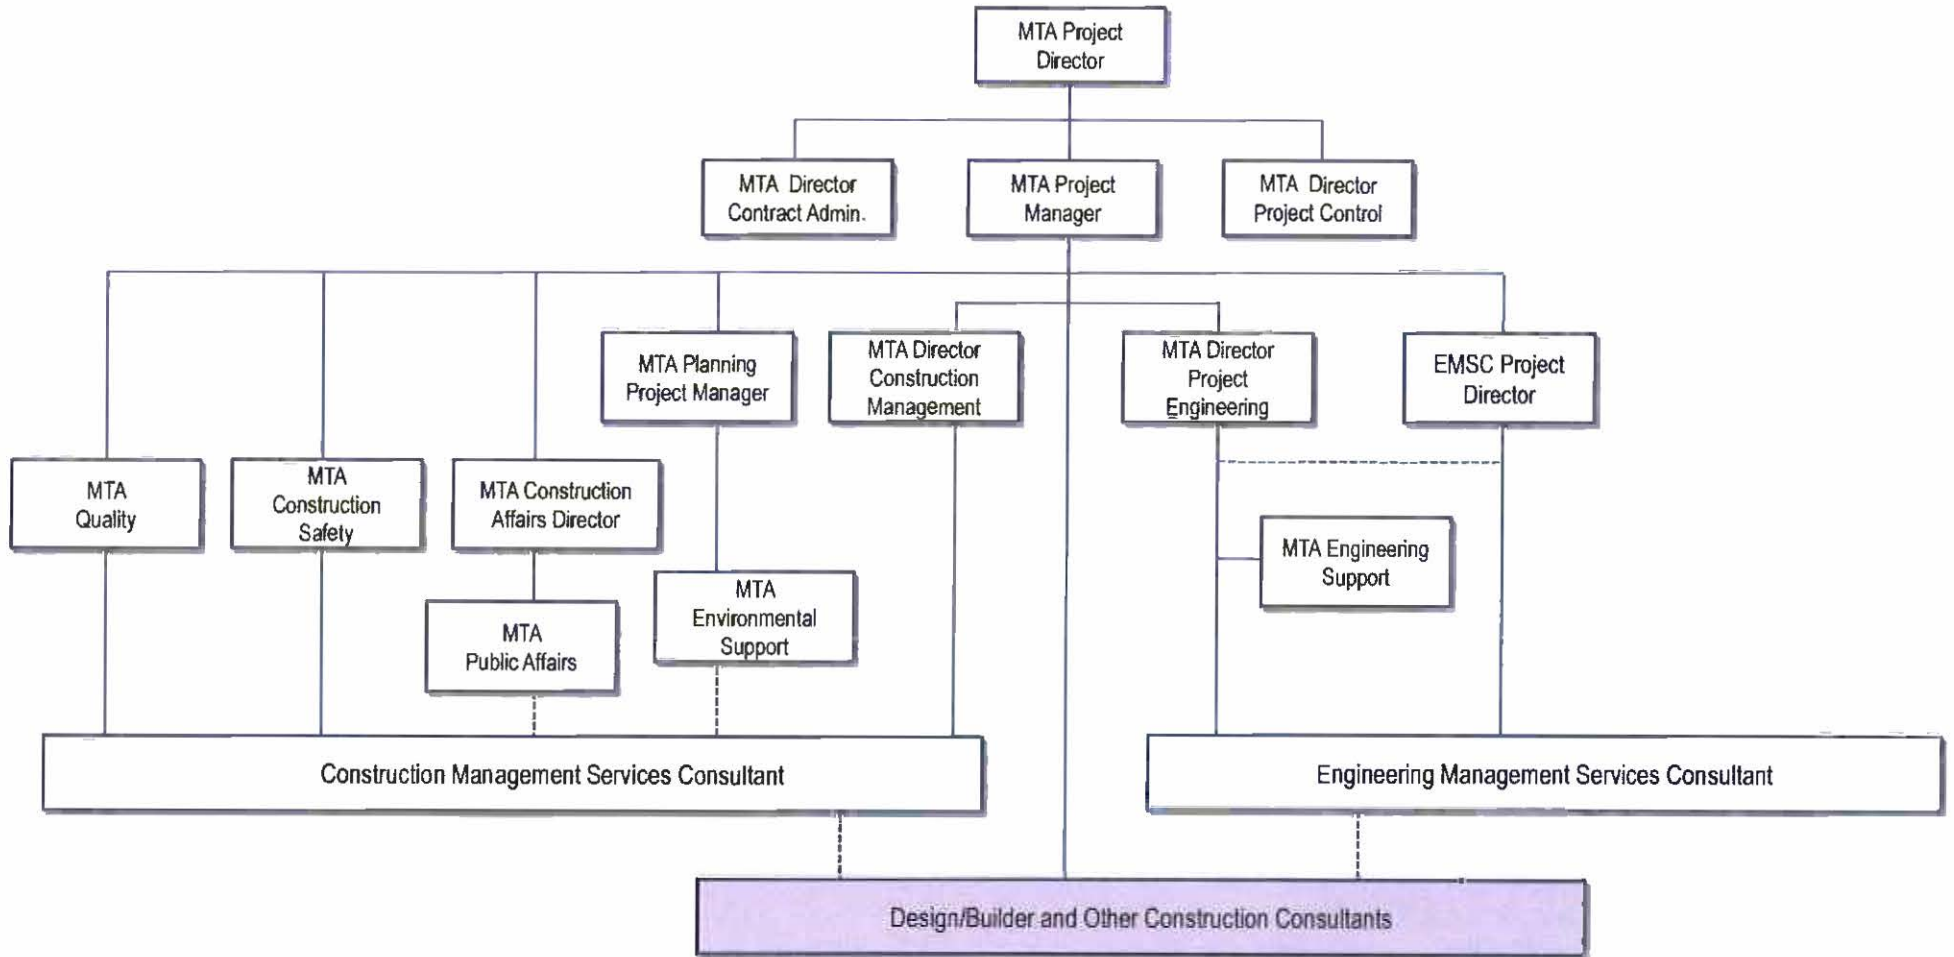 MTA Project
Director
MTA Director
Contract Admin.
MTA Project
Manager
MTA Director
Project Control
MTA Planning
Project Manager
MTA Director
Construction
Management
MTA Director
Project
Engineering
EMSC Project
Director
MTA
Quality
MTA
Construction
Safety
MTA Construction
Affairs Director
MTA Engineering
Support
MTA
Public Affairs
MTA
Environmental
Support
Construction Management Services Consultant
Engineering Management Services Consultant
Design/Builder and Other Construction Consultants